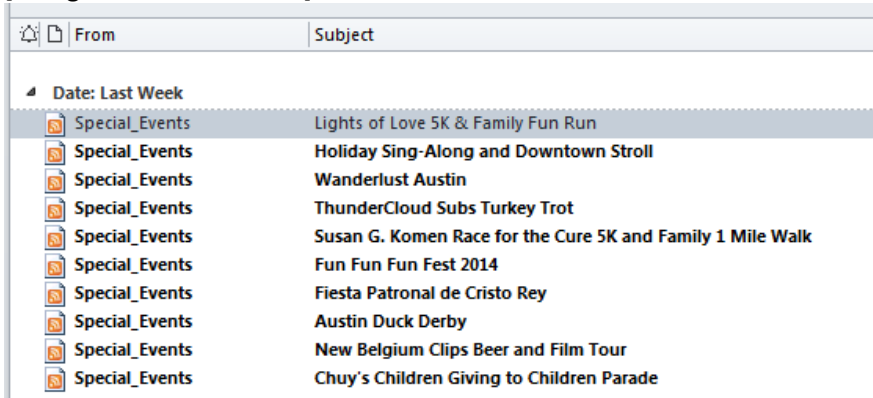 From Subject
Date: Last Week
Special_Events Lights of Love 5K & Family Fun Run
Special_Events Holiday Sing-Along and Downtown Stroll
Special_Events Wanderlust Austin
Special_Events ThunderCloud Subs Turkey Trot
Special_Events Susan G. Komen Race for the Cure 5K and Family 1 Mile Walk
Special_Events Fun Fun Fun Fest 2014
Special_Events Fiesta Patronal de Cristo Rey
Special_Events Austin Duck Derby
Special_Events New Belgium Clips Beer and Film Tour
Special_Events Chuy's Children Giving to Children Parade